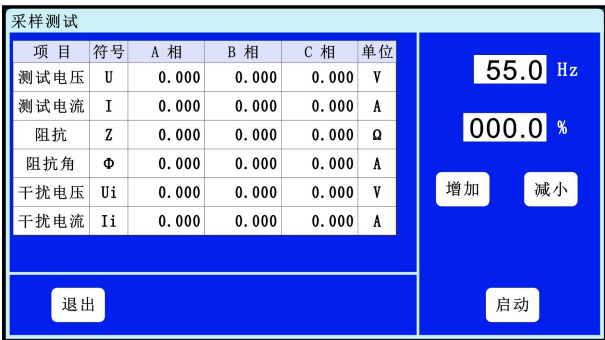 采样测试
项 目 符号 A 相 B 相 C 相 单位
测试电压 U 0.000 0.000 0.000 V
测试电流 I 0.000 0.000 0.000 A
阻抗 Z 0.000 0.000 0.000 Ω
阻抗角 Φ 0.000 0.000 0.000 A
干扰电压 Ui 0.000 0.000 0.000 V
干扰电流 Ii 0.000 0.000 0.000 A
55.0 Hz
000.0 %
增加 减小
退出 启动